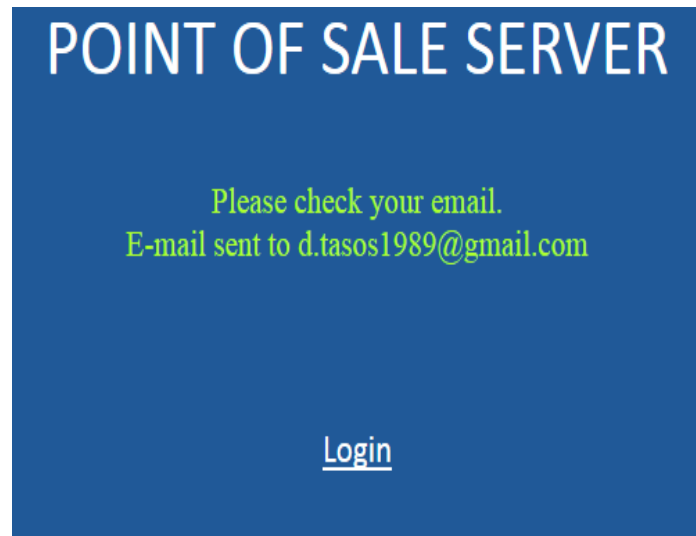 POINT OF SALE SERVER
Please check your email.
E-mail sent to d.tasos1989@gmail.com
Login